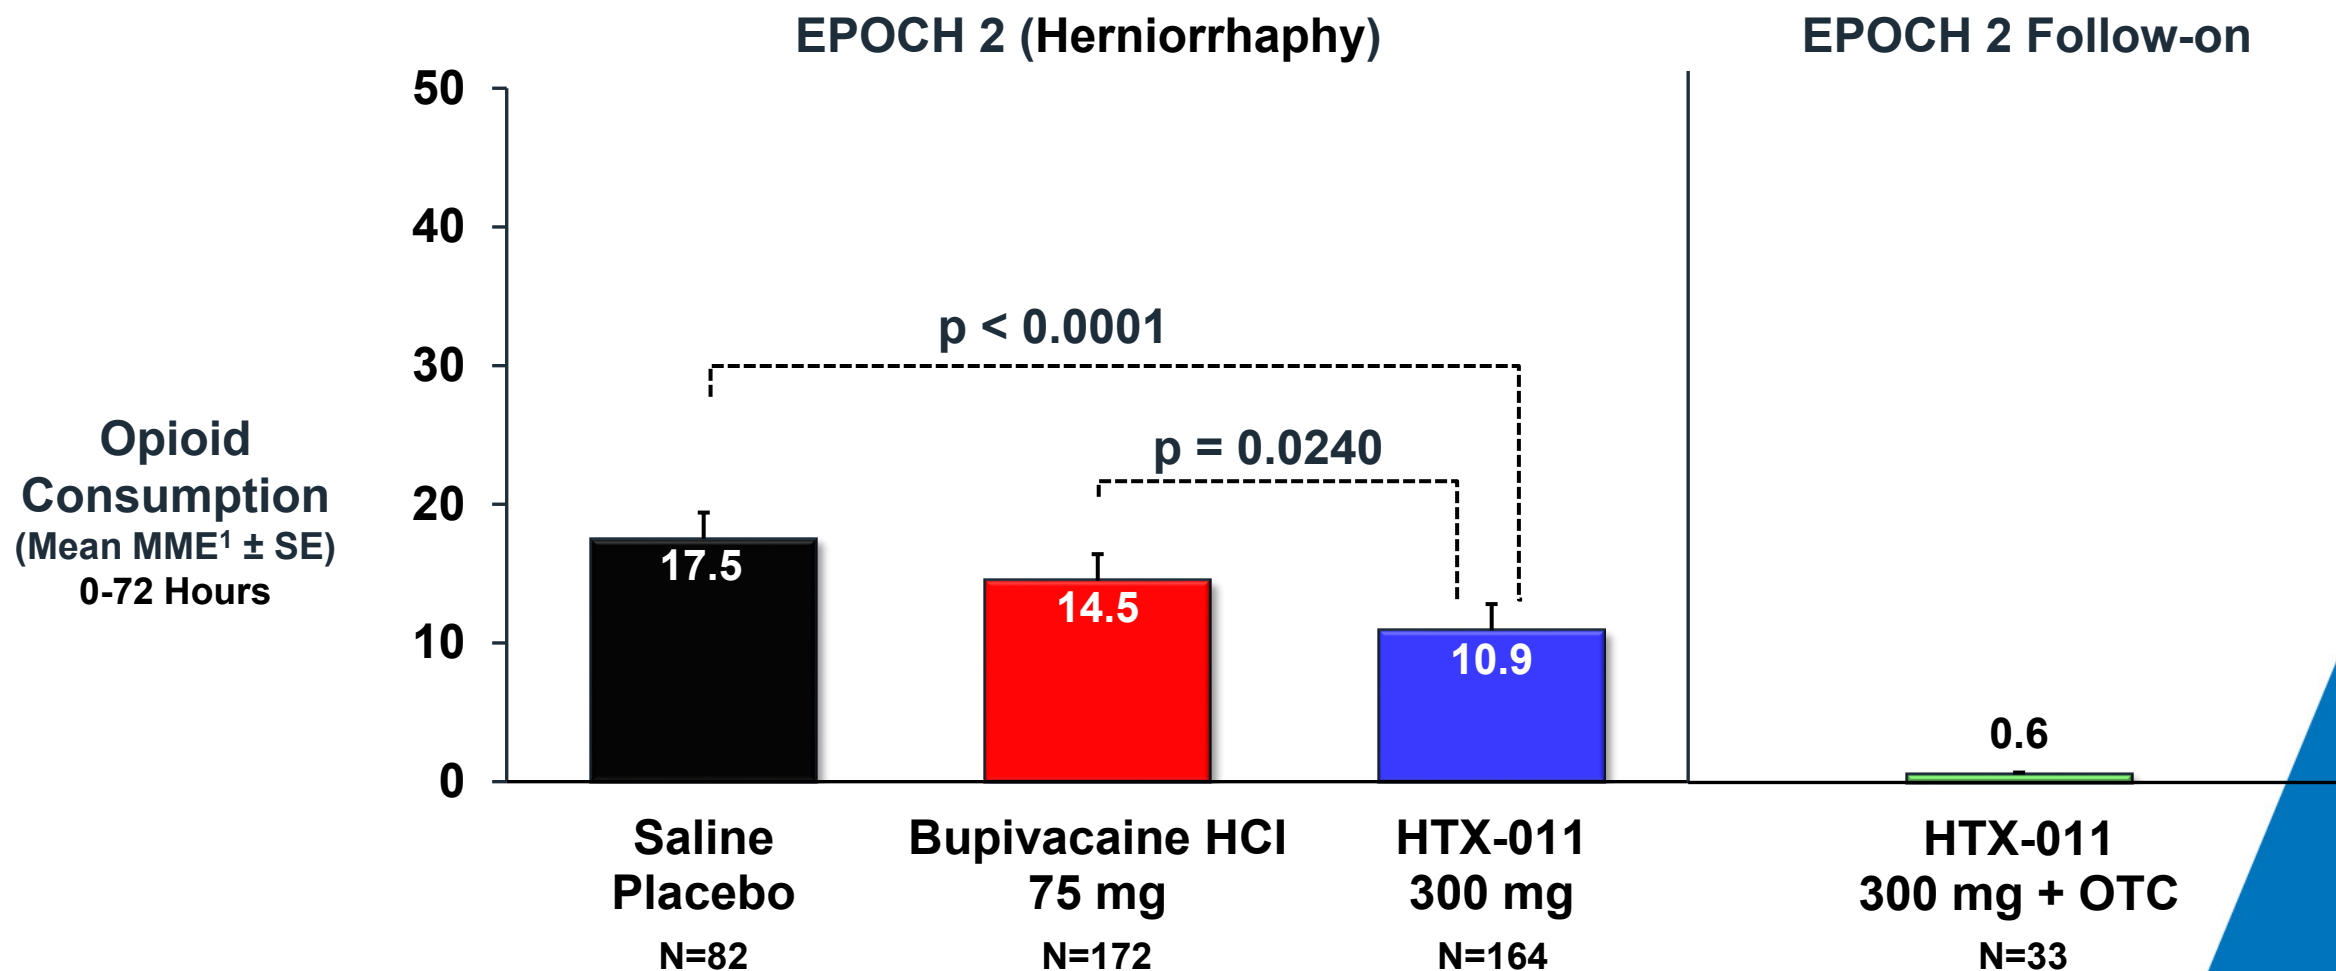 EPOCH 2 (Herniorrhaphy)
EPOCH 2 Follow-on
50
40
30
20
10
0
Opioid
Consumption
(Mean MME¹ ± SE)
0-72 Hours
p < 0.0001
p = 0.0240
17.5
14.5
10.9
0.6
Saline
Placebo
N=82
Bupivacaine HCl
75 mg
N=172
HTX-011
300 mg
N=164
HTX-011
300 mg + OTC
N=33